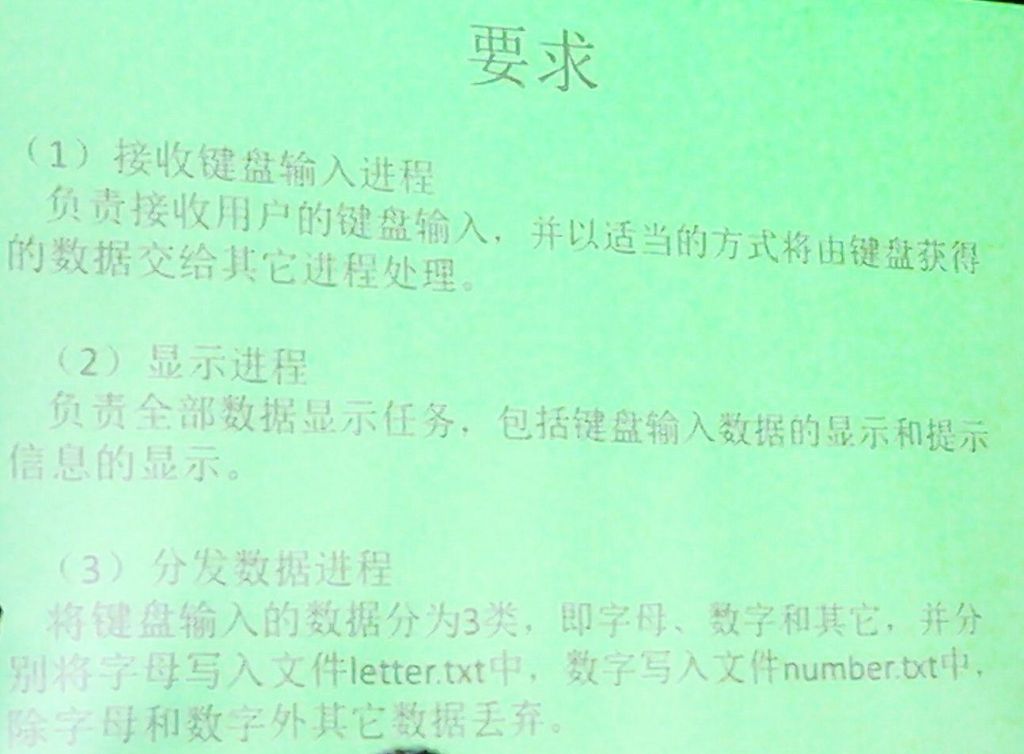 要求
（1）接收键盘输入进程
负责接收用户的键盘输入，并以适当的方式将由键盘获得
的数据交给其它进程处理。
（2）显示进程
负责全部数据显示任务，包括键盘输入数据的显示和提示
信息的显示。
（3）分发数据进程
将键盘输入的数据分为3类，即字母、数字和其它，并分
别将字母写入文件letter.txt中，数字写入文件number.txt中，
除字母和数字外其它数据丢弃。